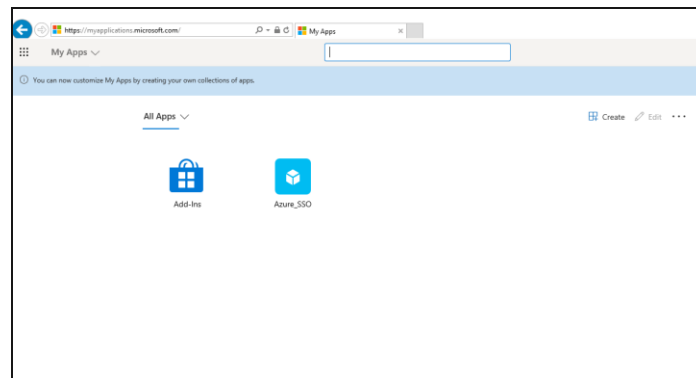 https://myapplications.microsoft.com/
My Apps
My Apps
You can now customize My Apps by creating your own collections of apps.
All Apps
Create
Edit
Add-Ins
Azure_SSO